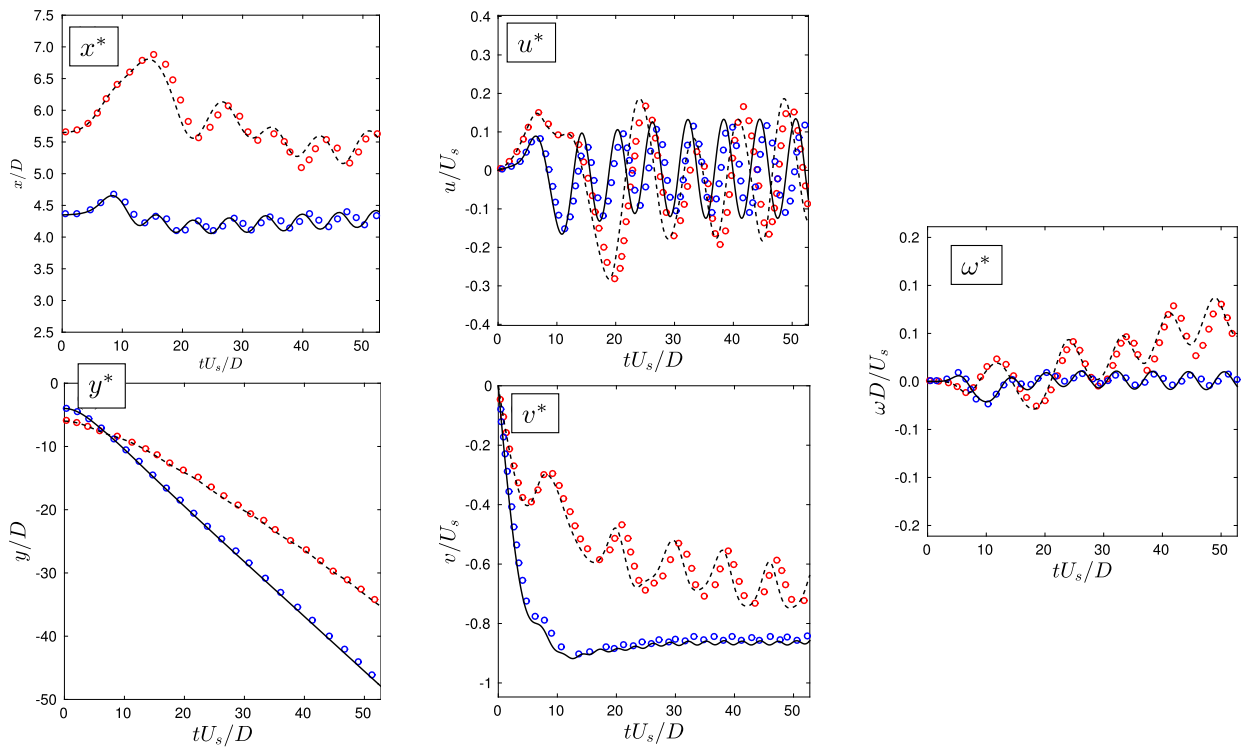 x*
x/D
7.5
7.0
6.5
6.0
5.5
5.0
4.5
4.0
3.5
3.0
2.5
0 10 20 30 40 50
tU_s/D
u*
u/U_s
0.4
0.3
0.2
0.1
0
-0.1
-0.2
-0.3
-0.4
0 10 20 30 40 50
ω*
ωD/U_s
0.2
0.1
0.1
0.0
-0.1
-0.1
-0.2
0 10 20 30 40 50
tU_s/D
y*
y/D
0
-10
-20
-30
-40
-50
0 10 20 30 40 50
tU_s/D
v*
v/U_s
0
-0.2
-0.4
-0.6
-0.8
-1
0 10 20 30 40 50
tU_s/D